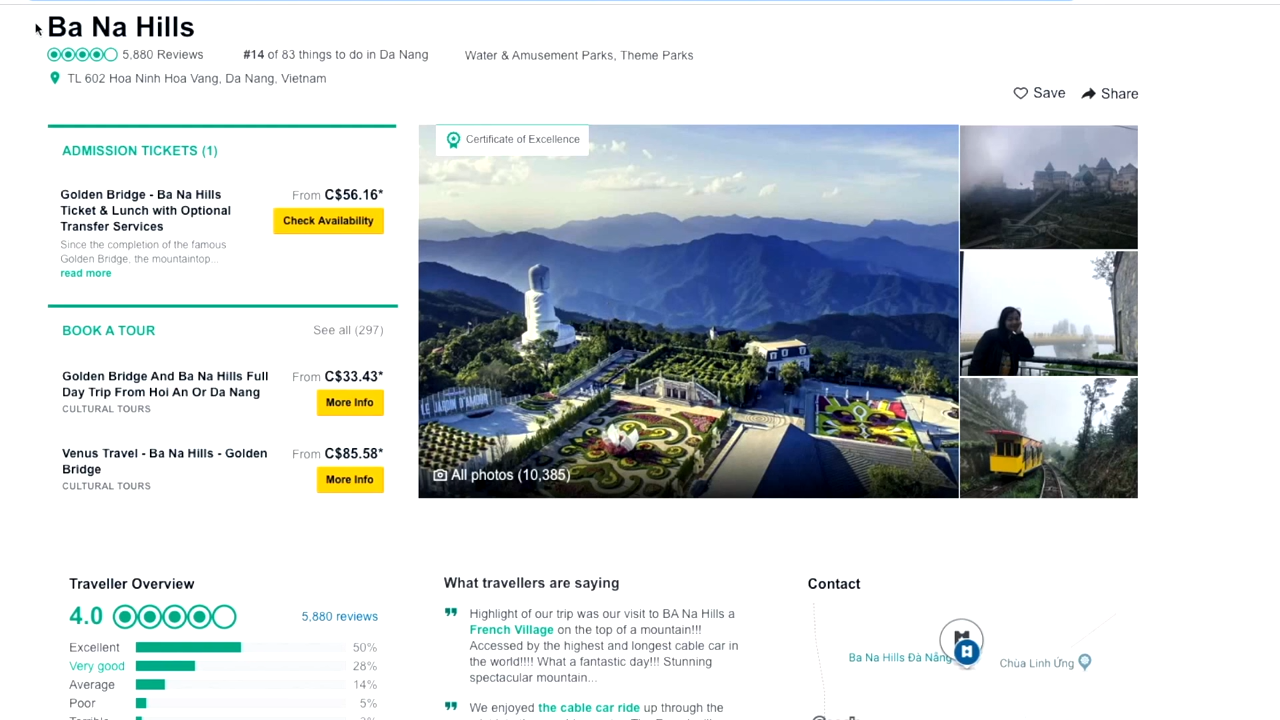 Ba Na Hills
5,880 Reviews
#14 of 83 things to do in Da Nang
Water & Amusement Parks, Theme Parks
TL 602 Hoa Ninh Hoa Vang, Da Nang, Vietnam
Save
Share
ADMISSION TICKETS (1)
Golden Bridge - Ba Na Hills
Ticket & Lunch with Optional
Transfer Services
From C$56.16*
Check Availability
Since the completion of the famous
Golden Bridge, the mountaintop...
read more
BOOK A TOUR
See all (297)
Golden Bridge And Ba Na Hills Full
Day Trip From Hoi An Or Da Nang
CULTURAL TOURS
From C$33.43*
More Info
Venus Travel - Ba Na Hills - Golden
Bridge
CULTURAL TOURS
From C$85.58*
More Info
Certificate of Excellence
LE JARDIN D'AMOUR
All photos (10,385)
Traveller Overview
4.0
5,880 reviews
Excellent 50%
Very good 28%
Average 14%
Poor 5%
What travellers are saying
Highlight of our trip was our visit to BA Na Hills a
French Village on the top of a mountain!!!
Accessed by the highest and longest cable car in
the world!!!! What a fantastic day!!! Stunning
spectacular mountain...
We enjoyed the cable car ride up through the
Contact
Ba Na Hills Đà Nẵng
Chùa Linh Ứng